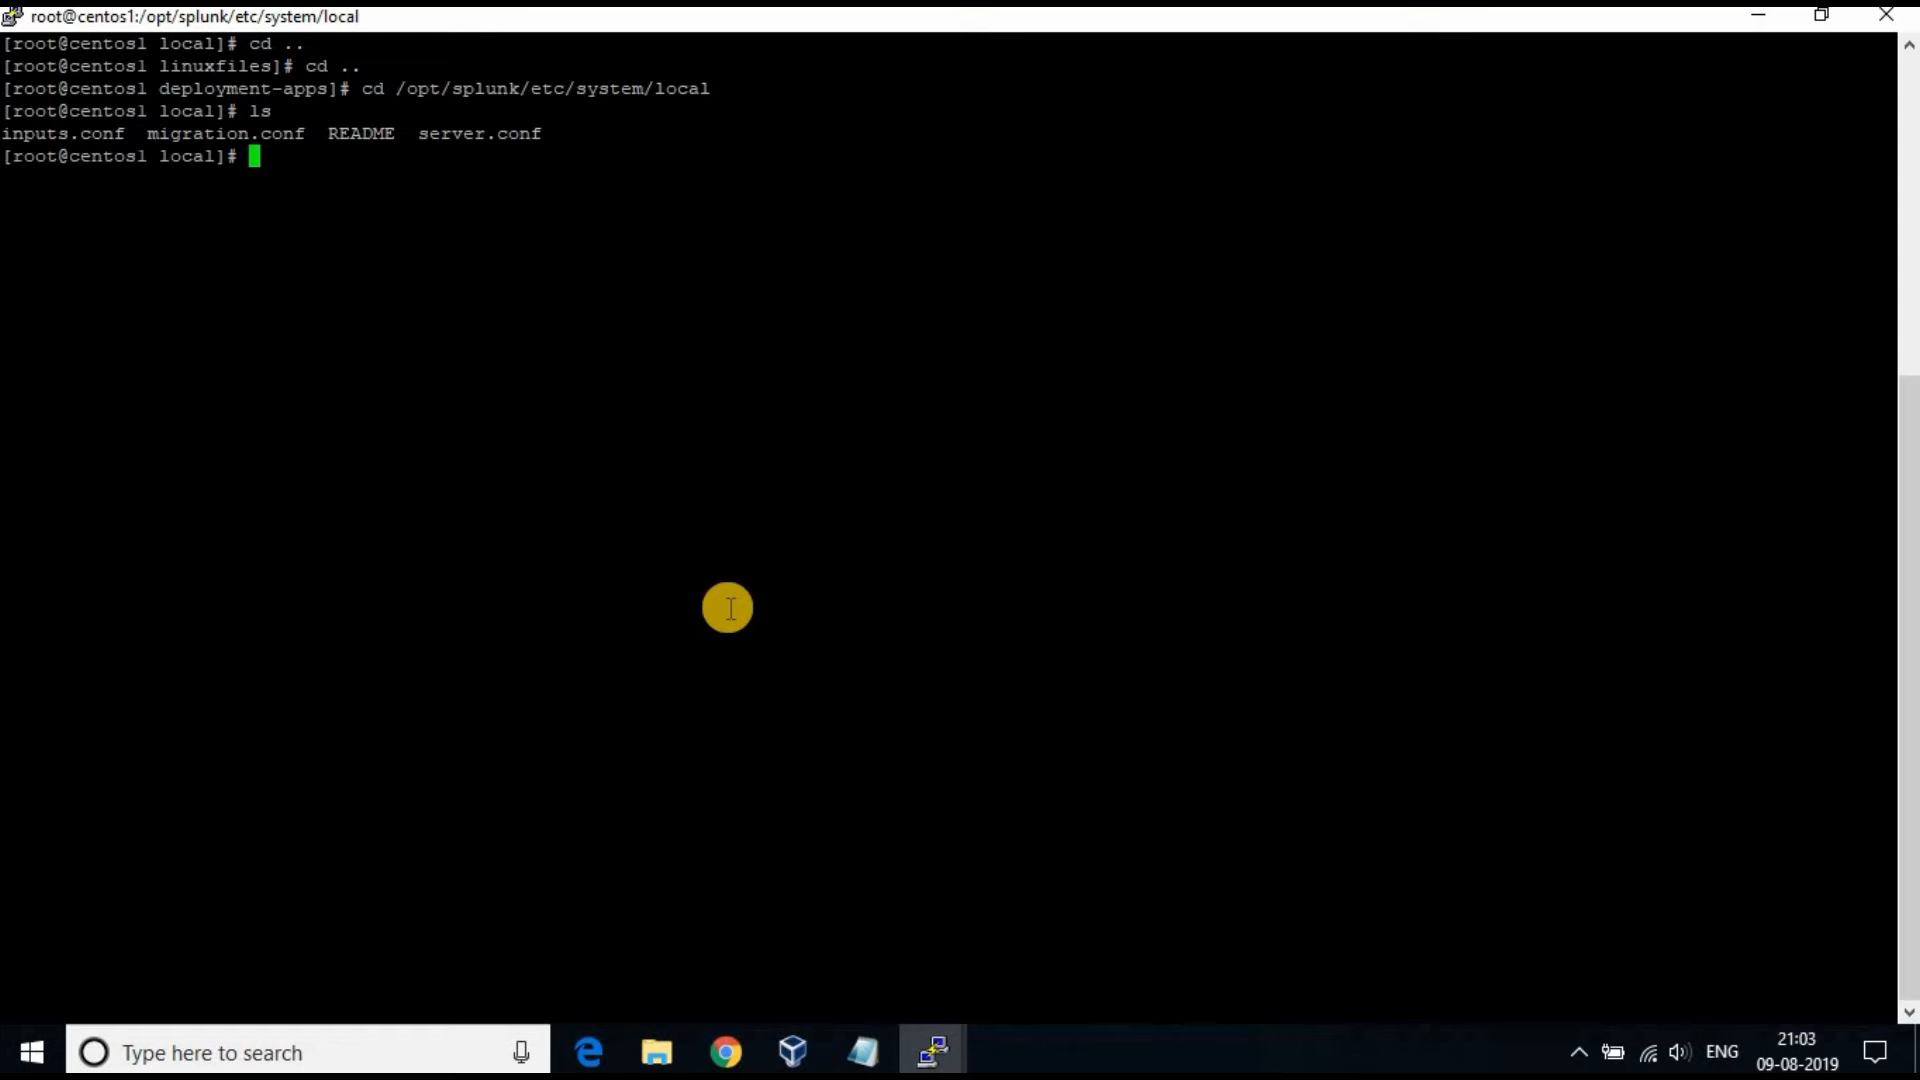 root@centos1:/opt/splunk/etc/system/local
[root@centos1 local]# cd ..
[root@centos1 linuxfiles]# cd ..
[root@centos1 deployment-apps]# cd /opt/splunk/etc/system/local
[root@centos1 local]# ls
inputs.conf  migration.conf  README  server.conf
[root@centos1 local]#
Type here to search
ENG
21:03
09-08-2019